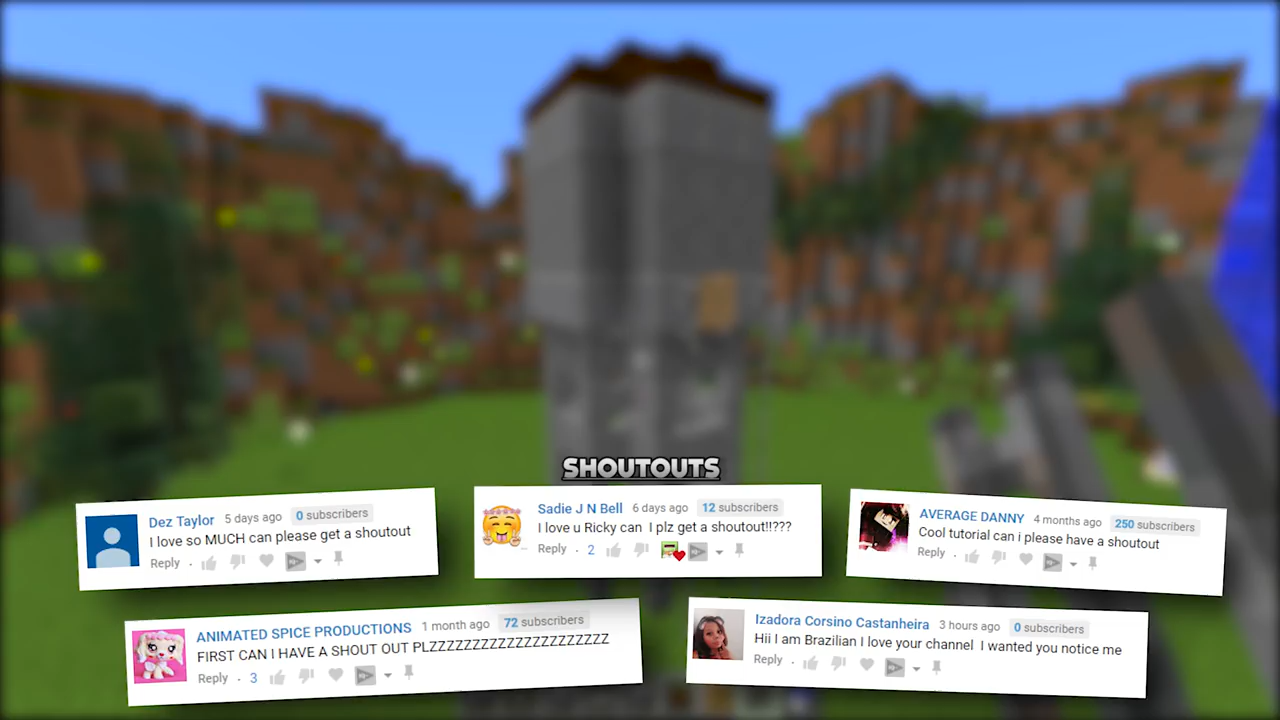 SHOUTOUTS
Dez Taylor 5 days ago 0 subscribers
I love so MUCH can please get a shoutout
Reply
Sadie J N Bell 6 days ago 12 subscribers
I love u Ricky can I plz get a shoutout!!???
Reply · 2
AVERAGE DANNY 4 months ago 250 subscribers
Cool tutorial can i please have a shoutout
Reply
ANIMATED SPICE PRODUCTIONS 1 month ago 72 subscribers
FIRST CAN I HAVE A SHOUT OUT PLZZZZZZZZZZZZZZZZZZZZZZ
Reply · 3
Izadora Corsino Castanheira 3 hours ago 0 subscribers
Hii I am Brazilian I love your channel I wanted you notice me
Reply